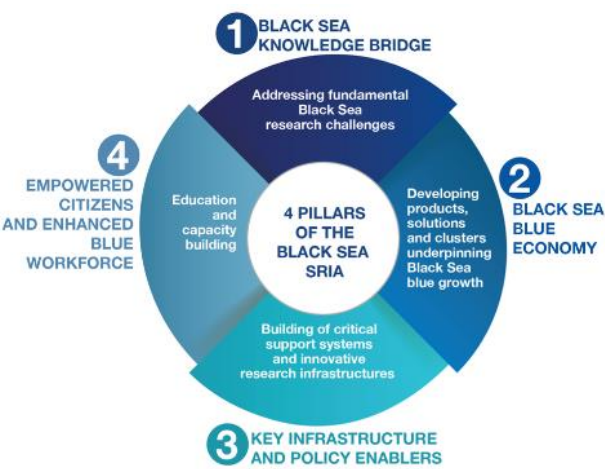 1
BLACK SEA
KNOWLEDGE BRIDGE
Addressing fundamental
Black Sea
research challenges
2
BLACK SEA
BLUE
ECONOMY
Developing
products,
solutions
and clusters
underpinning
Black Sea
blue growth
3
KEY INFRASTRUCTURE
AND POLICY ENABLERS
Building of critical
support systems
and innovative
research infrastructures
4
EMPOWERED
CITIZENS
AND ENHANCED
BLUE
WORKFORCE
Education
and
capacity
building
4 PILLARS
OF THE
BLACK SEA
SRIA